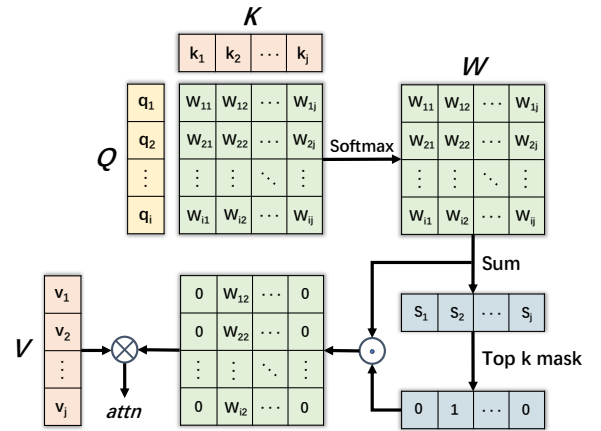 K
k1 k2 ⋯ kj
W
Q
q1
q2
⋮
qi
W11 W12 ⋯ W1j
W21 W22 ⋯ W2j
⋮ ⋮ ⋱ ⋮
Wi1 Wi2 ⋯ Wij
Softmax
W11 W12 ⋯ W1j
W21 W22 ⋯ W2j
⋮ ⋮ ⋱ ⋮
Wi1 Wi2 ⋯ Wij
Sum
S1 S2 ⋯ Sj
Top k mask
0 1 ⋯ 0
V
v1
v2
⋮
vj
attn
0 W12 ⋯ 0
0 W22 ⋯ 0
⋮ ⋮ ⋱ ⋮
0 Wi2 ⋯ 0